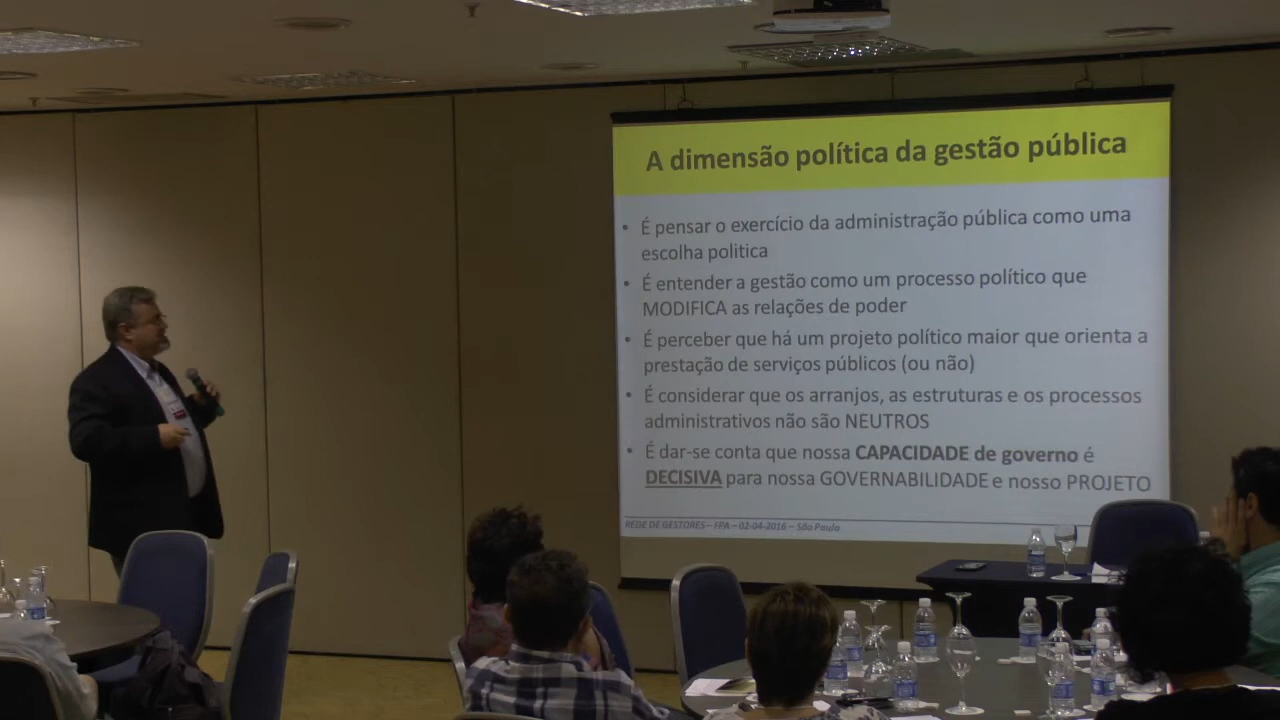 A dimensão política da gestão pública
• É pensar o exercício da administração pública como uma
escolha politica
• É entender a gestão como um processo político que
MODIFICA as relações de poder
• É perceber que há um projeto político maior que orienta a
prestação de serviços públicos (ou não)
• É considerar que os arranjos, as estruturas e os processos
administrativos não são NEUTROS
• É dar-se conta que nossa CAPACIDADE de governo é
DECISIVA para nossa GOVERNABILIDADE e nosso PROJETO
REDE DE GESTORES – FPA – 02-04-2016 – São Paulo